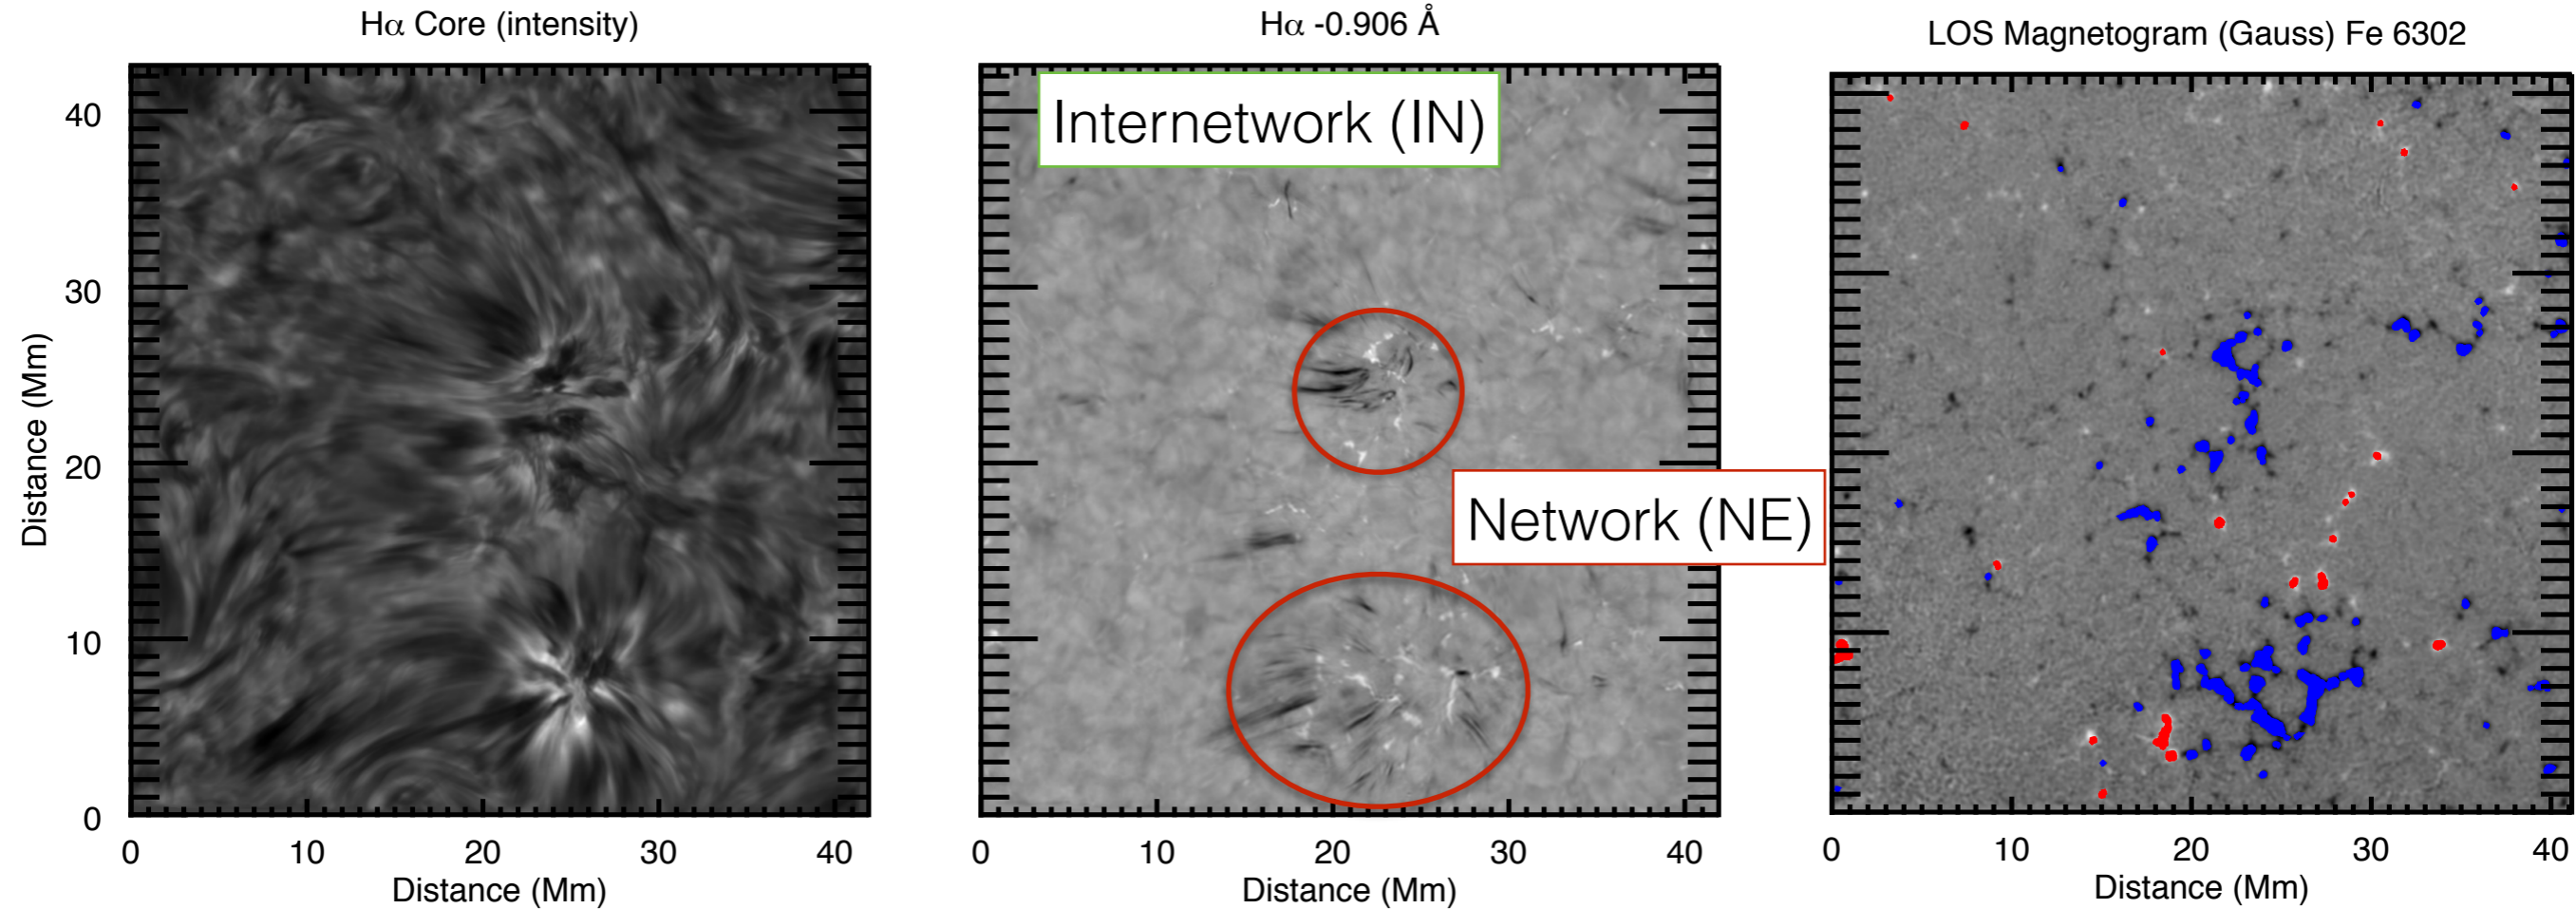 Hα Core (intensity)
Hα -0.906 Å
LOS Magnetogram (Gauss) Fe 6302
Internetwork (IN)
Network (NE)
Distance (Mm)
40
30
20
10
0
0 10 20 30 40
Distance (Mm)
0 10 20 30 40
Distance (Mm)
0 10 20 30 40
Distance (Mm)